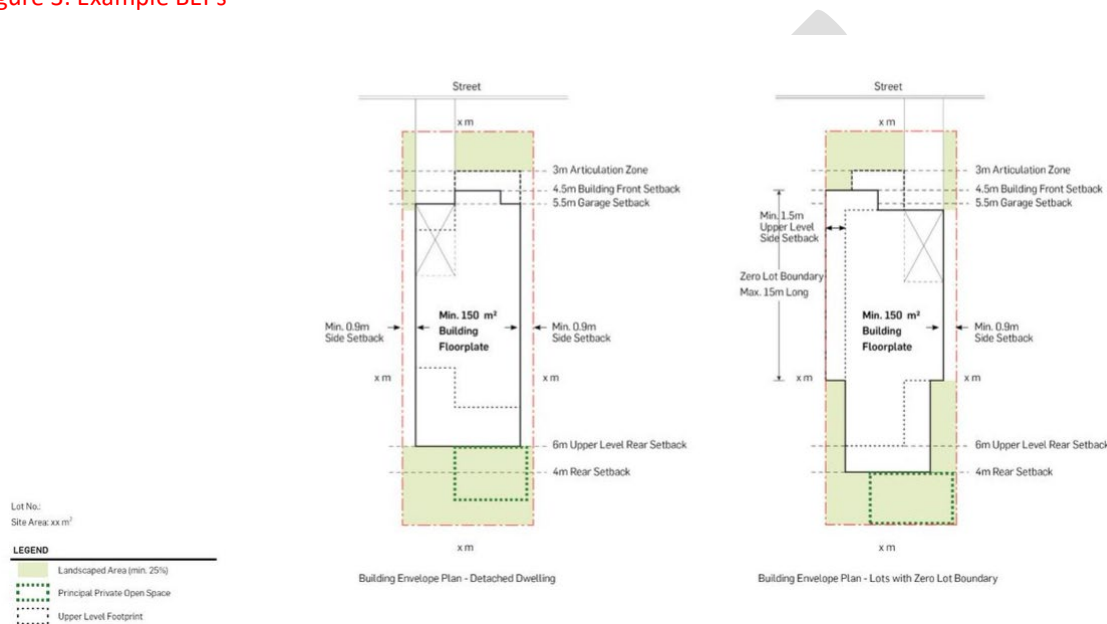 Figure 3: Example BEPs
Street
x m
3m Articulation Zone
4.5m Building Front Setback
5.5m Garage Setback
Min. 150 m²
Building
Floorplate
Min. 0.9m
Side Setback
Min. 0.9m
Side Setback
x m
x m
6m Upper Level Rear Setback
4m Rear Setback
x m
Building Envelope Plan - Detached Dwelling
Street
x m
3m Articulation Zone
4.5m Building Front Setback
5.5m Garage Setback
Min. 1.5m
Upper Level
Side Setback
Zero Lot Boundary
Max. 15m Long
Min. 150 m²
Building
Floorplate
Min. 0.9m
Side Setback
x m
x m
6m Upper Level Rear Setback
4m Rear Setback
x m
Building Envelope Plan - Lots with Zero Lot Boundary
Lot No.:
Site Area: xx m²
LEGEND
Landscaped Area (min. 25%)
Principal Private Open Space
Upper Level Footprint